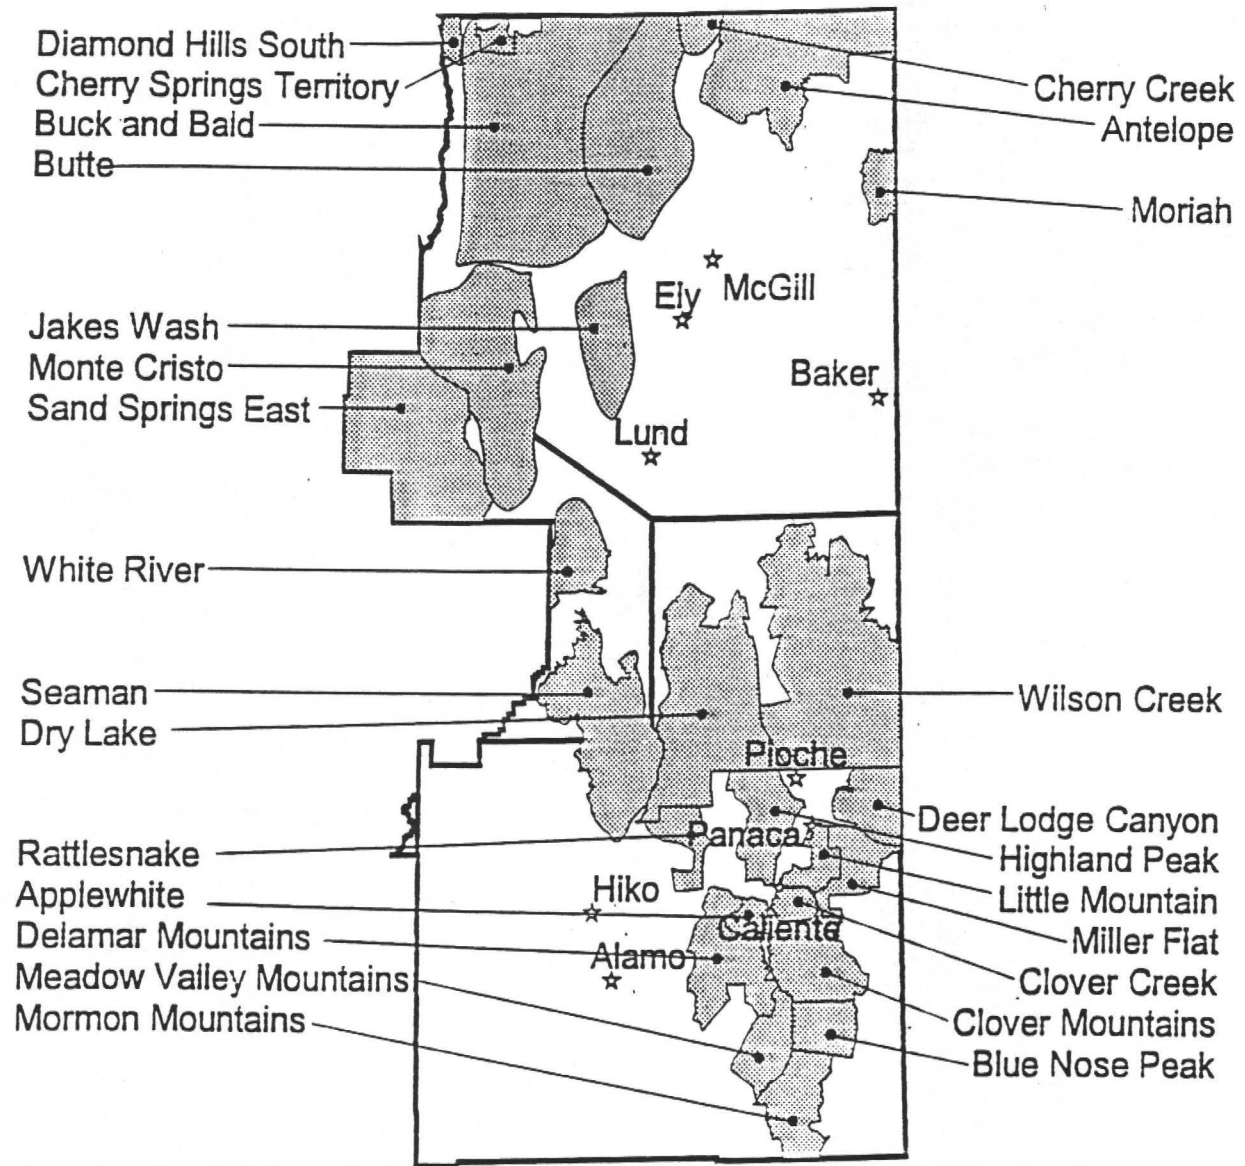 Diamond Hills South
Cherry Springs Territory
Buck and Bald
Butte
Cherry Creek
Antelope
Moriah
McGill
Ely
Jakes Wash
Monte Cristo
Sand Springs East
Baker
Lund
White River
Seaman
Dry Lake
Wilson Creek
Pioche
Deer Lodge Canyon
Panaca
Highland Peak
Rattlesnake
Little Mountain
Applewhite
Hiko
Miller Flat
Caliente
Delamar Mountains
Alamo
Clover Creek
Meadow Valley Mountains
Clover Mountains
Mormon Mountains
Blue Nose Peak